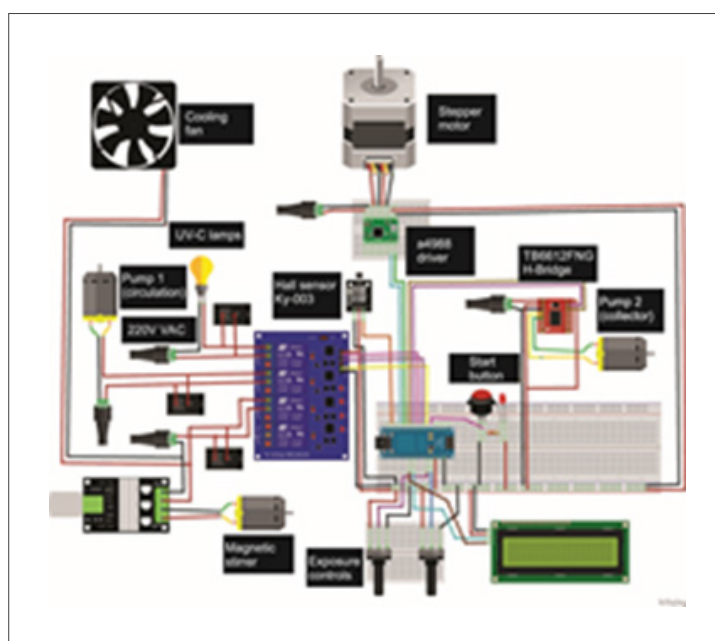 Cooling
fan
Stepper
motor
UV-C lamps
a4988
driver
TB6612FNG
H-Bridge
Pump 1
(circulation)
Hall sensor
Ky-003
Pump 2
(collector)
220V VAC
Start
button
Magnetic
stirrer
Exposure
controls